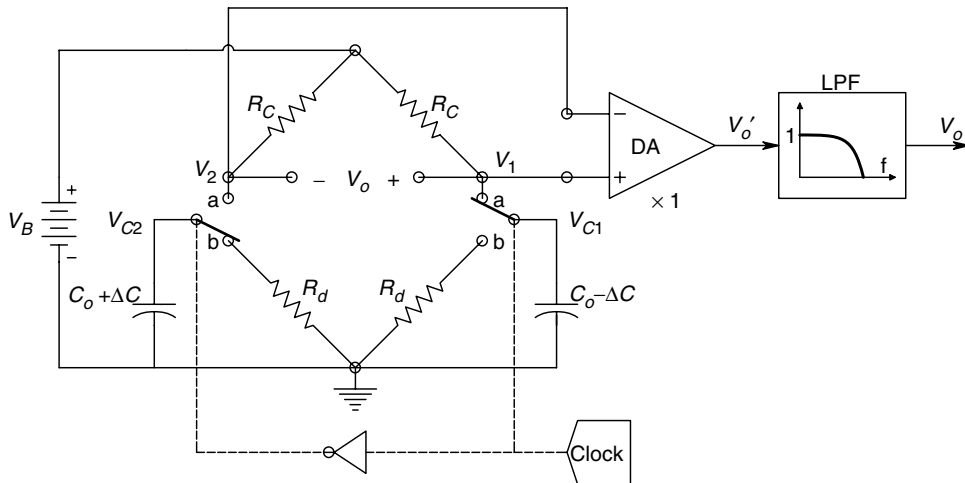 LPF
R_C
R_C
−
DA
+
× 1
V_o′
1
f
V_o
V_2
− V_o +
V_1
a
a
+
V_B
−
V_C2
V_C1
b
b
C_o +ΔC
R_d
R_d
C_o −ΔC
Clock